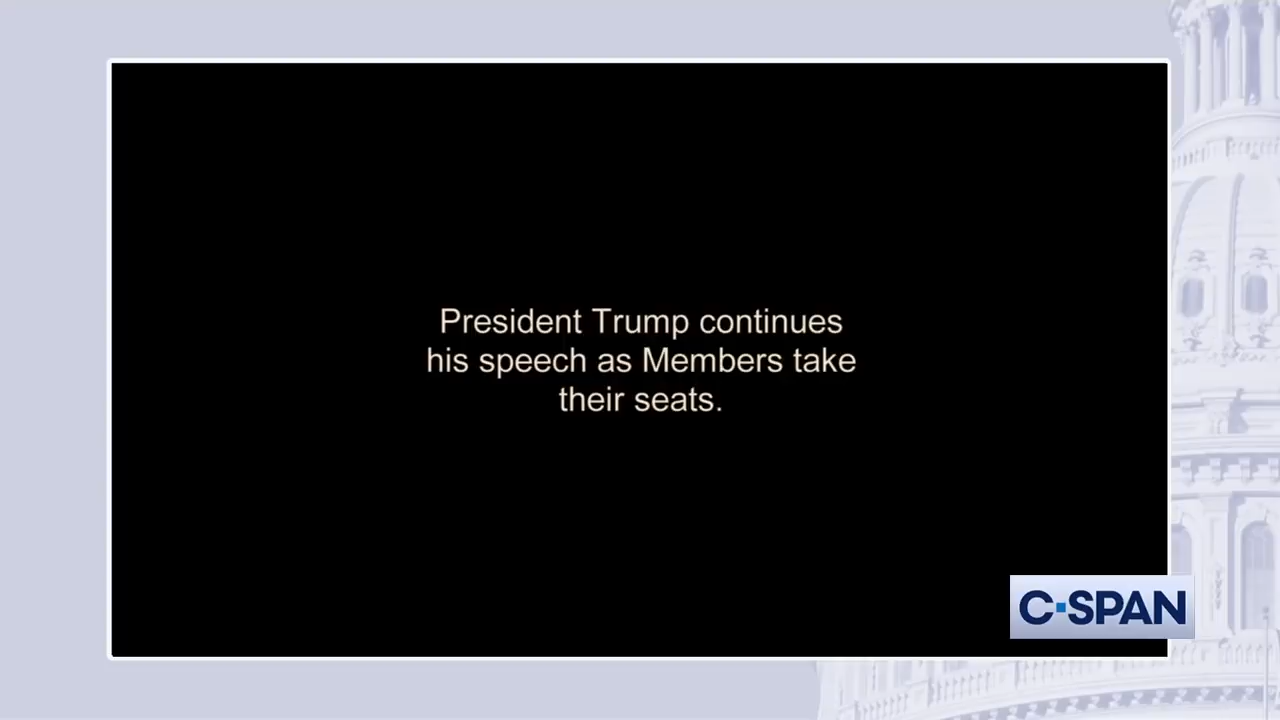 President Trump continues
his speech as Members take
their seats.
C-SPAN